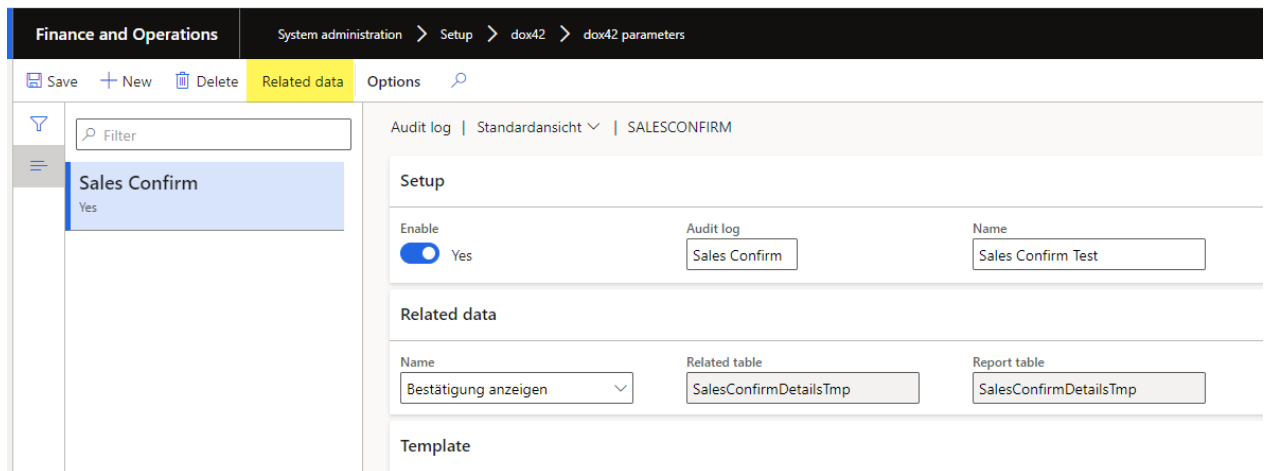 Finance and Operations System administration Setup dox42 dox42 parameters
Save New Delete Related data Options
Filter
Sales Confirm
Yes
Audit log | Standardansicht | SALESCONFIRM
Setup
Enable Audit log Name
Yes Sales Confirm Sales Confirm Test
Related data
Name Related table Report table
Bestätigung anzeigen SalesConfirmDetailsTmp SalesConfirmDetailsTmp
Template